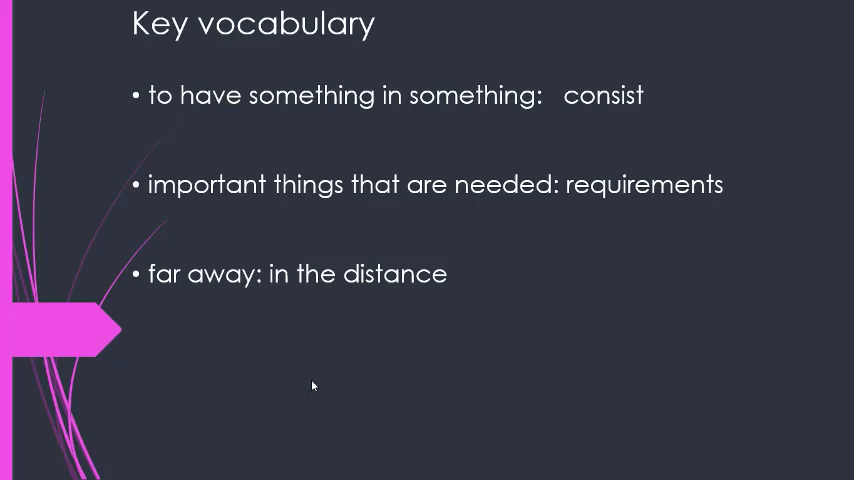 Key vocabulary
• to have something in something: consist
• important things that are needed: requirements
• far away: in the distance